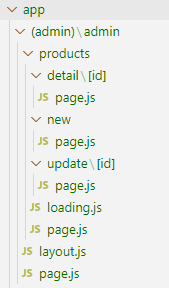 app
(admin)\admin
products
detail\[id]
JS page.js
new
JS page.js
update\[id]
JS page.js
JS loading.js
JS page.js
JS layout.js
JS page.js